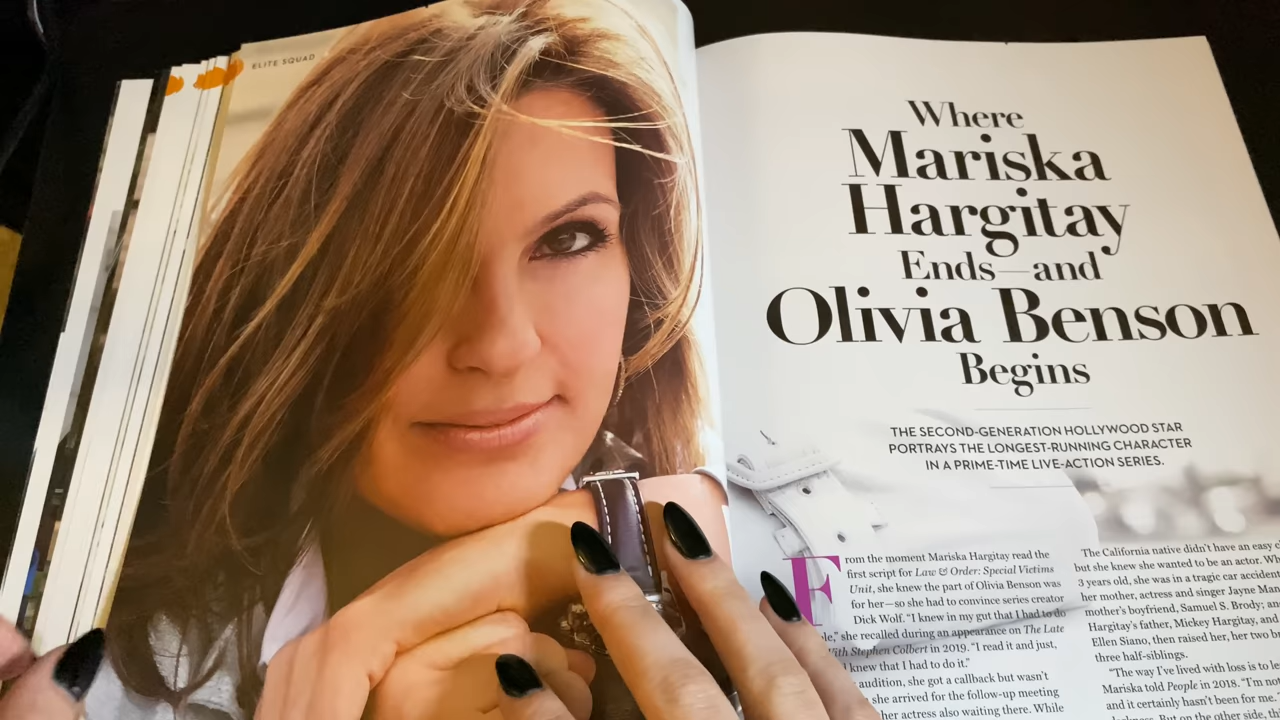 ELITE SQUAD
Where
Mariska
Hargitay
Ends—and
Olivia Benson
Begins
THE SECOND-GENERATION HOLLYWOOD STAR
PORTRAYS THE LONGEST-RUNNING CHARACTER
IN A PRIME-TIME LIVE-ACTION SERIES.
From the moment Mariska Hargitay read the
first script for Law & Order: Special Victims
Unit, she knew the part of Olivia Benson was
for her—so she had to convince series creator
Dick Wolf. “I knew in my gut that I had to do
she recalled during an appearance on The Late
With Stephen Colbert in 2019. “I read it and just,
knew that I had to do it.”
audition, she got a callback but wasn’t
she arrived for the follow-up meeting
actress also waiting there. While
The California native didn’t have an easy
but she knew she wanted to be an actor.
3 years old, she was in a tragic car accident
her mother, actress and singer Jayne
mother’s boyfriend, Samuel S. Brody;
Hargitay’s father, Mickey Hargitay, and
Ellen Siano, then raised her, her two
three half-siblings.
“The way I’ve lived with loss is to
Mariska told People in 2018. “I’m
and it certainly hasn’t been for
But on the other side,